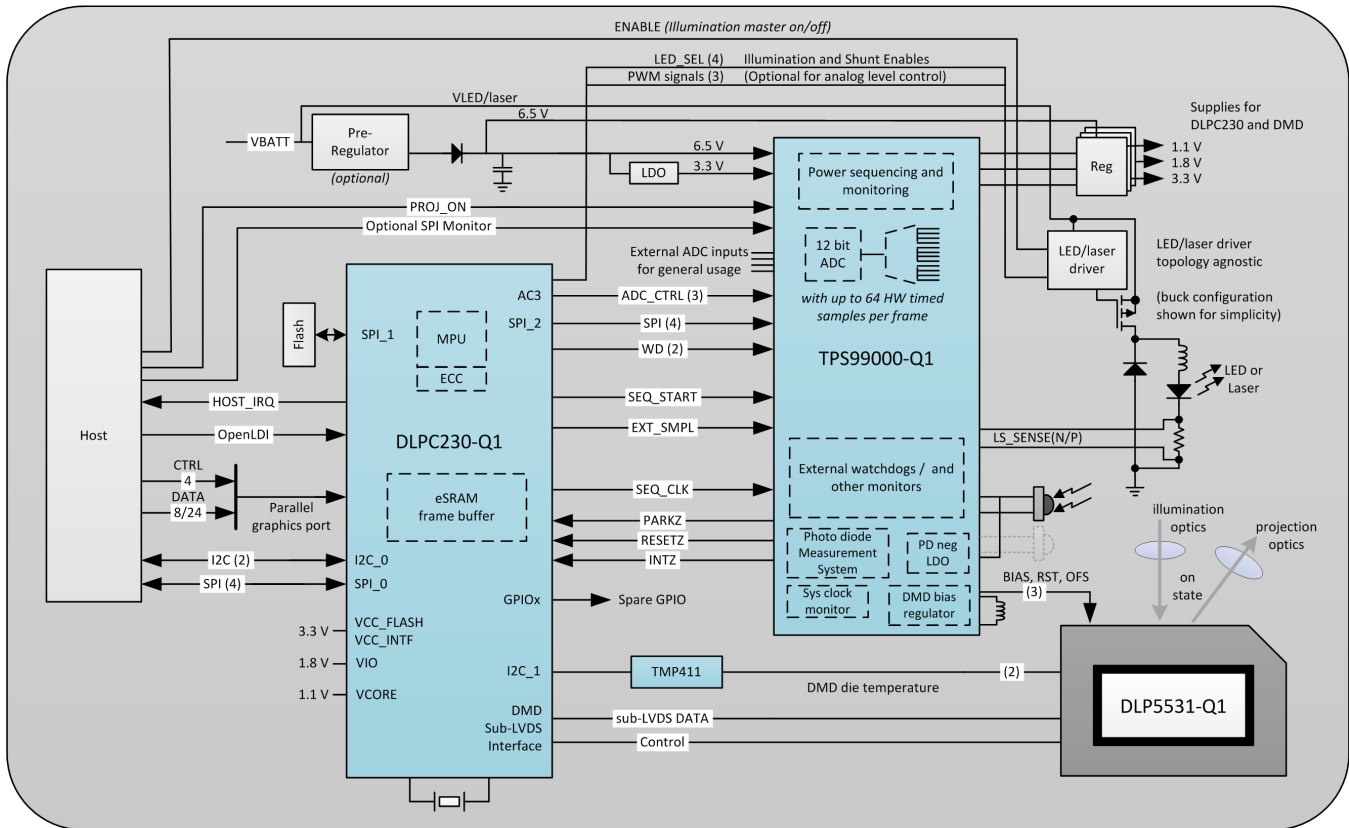 ENABLE (Illumination master on/off)
LED_SEL (4) Illumination and Shunt Enables
PWM signals (3) (Optional for analog level control)
VLED/laser
6.5 V
VBATT
Pre-
Regulator
(optional)
6.5 V
LDO
3.3 V
Power sequencing and
monitoring
Reg
Supplies for
DLPC230 and DMD
1.1 V
1.8 V
3.3 V
PROJ_ON
Optional SPI Monitor
External ADC inputs
for general usage
12 bit
ADC
with up to 64 HW timed
samples per frame
TPS99000-Q1
LED/laser
driver
LED/laser driver
topology agnostic
(buck configuration
shown for simplicity)
LED or
Laser
LS_SENSE(N/P)
Host
Flash
SPI_1
MPU
ECC
AC3
SPI_2
ADC_CTRL (3)
SPI (4)
WD (2)
SEQ_START
EXT_SMPL
SEQ_CLK
PARKZ
RESETZ
INTZ
HOST_IRQ
OpenLDI
DLPC230-Q1
CTRL
4
DATA
8/24
Parallel
graphics port
eSRAM
frame buffer
I2C (2)
I2C_0
SPI (4)
SPI_0
GPIOx
Spare GPIO
3.3 V
VCC_FLASH
VCC_INTF
1.8 V
VIO
1.1 V
VCORE
I2C_1
TMP411
DMD die temperature
(2)
DMD
Sub-LVDS
Interface
sub-LVDS DATA
Control
External watchdogs / and
other monitors
Photo diode
Measurement
System
PD neg
LDO
Sys clock
monitor
DMD bias
regulator
BIAS, RST, OFS
(3)
illumination
optics
projection
optics
on
state
DLP5531-Q1